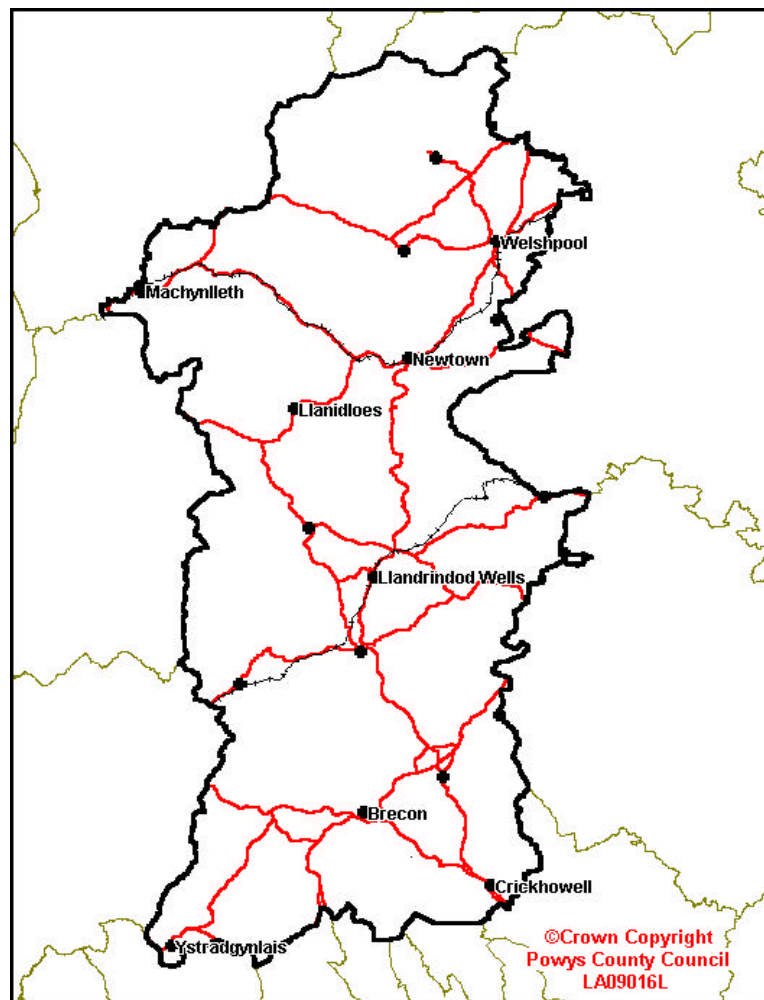 Welshpool
Machynlleth
Newtown
Llanidloes
Llandrindod Wells
Brecon
Crickhowell
Ystradgynlais
©Crown Copyright
Powys County Council
LA09016L